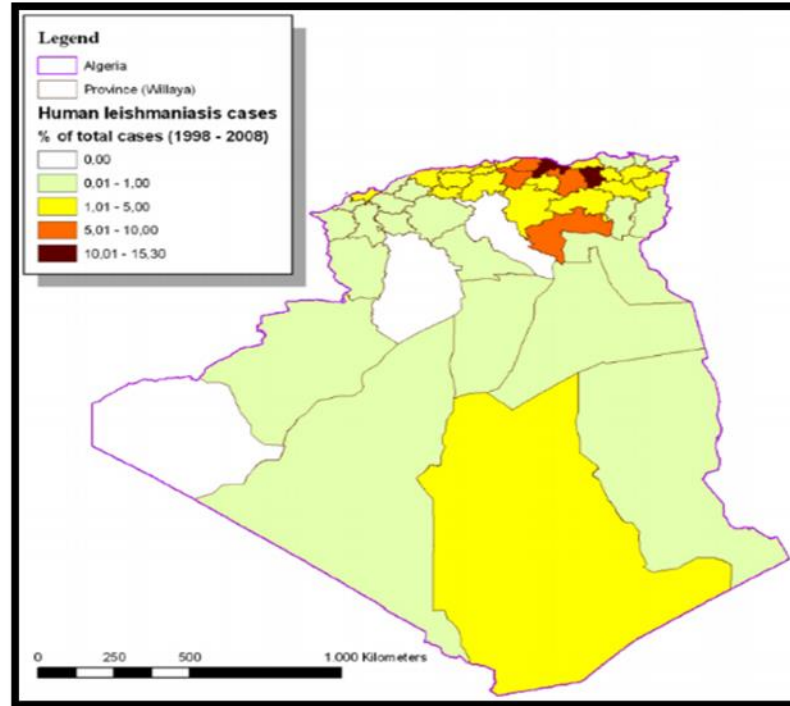 Legend
Algeria
Province (Willaya)
Human leishmaniasis cases
% of total cases (1998 - 2008)
0,00
0,01 - 1,00
1,01 - 5,00
5,01 - 10,00
10,01 - 15,30
0 250 500 1.000 Kilometers